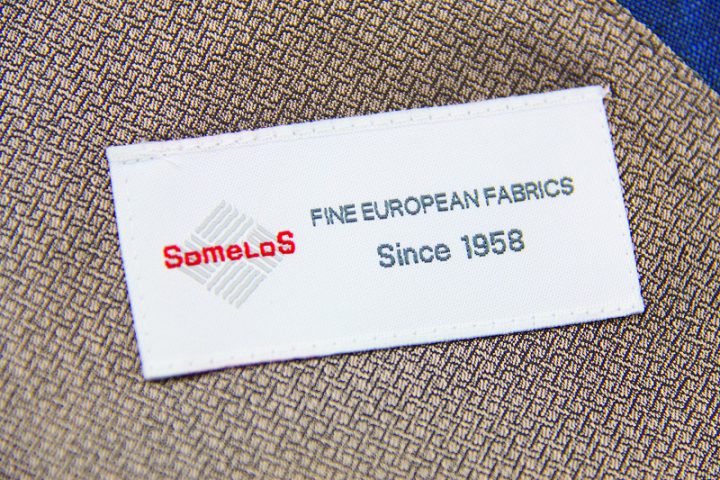 SomeLoS
FINE EUROPEAN FABRICS
Since 1958